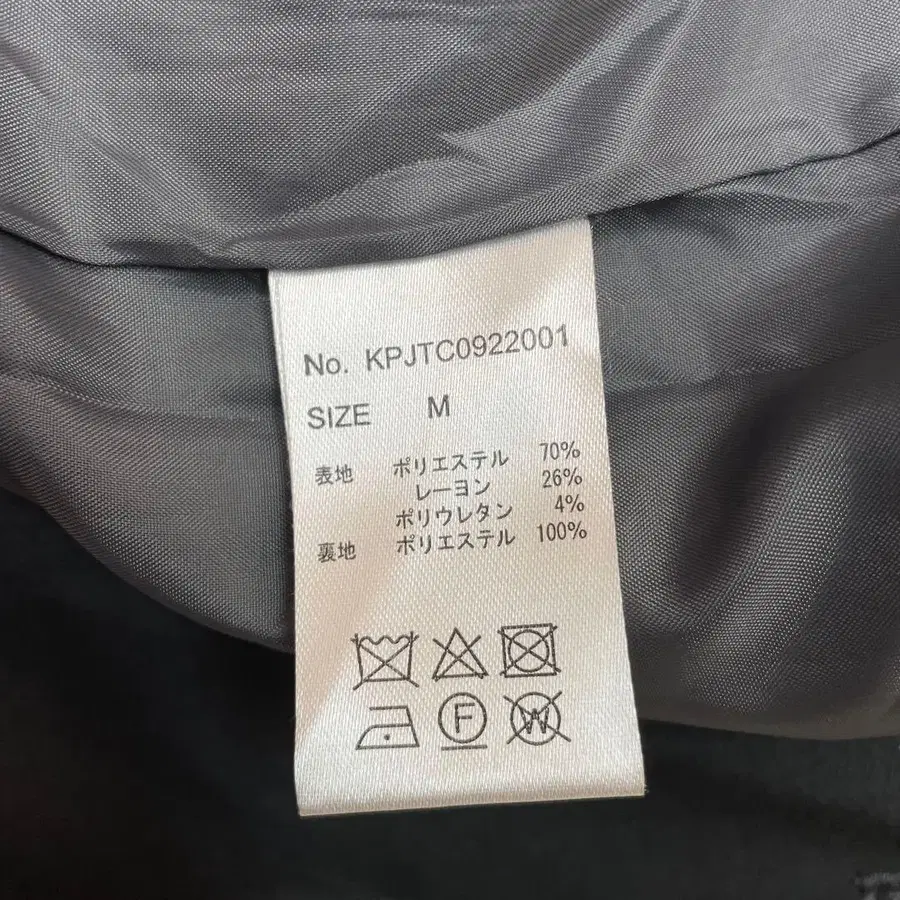 No. KPJTC0922001
SIZE M
表地 ポリエステル 70%
レーヨン 26%
ポリウレタン 4%
裏地 ポリエステル 100%
F W